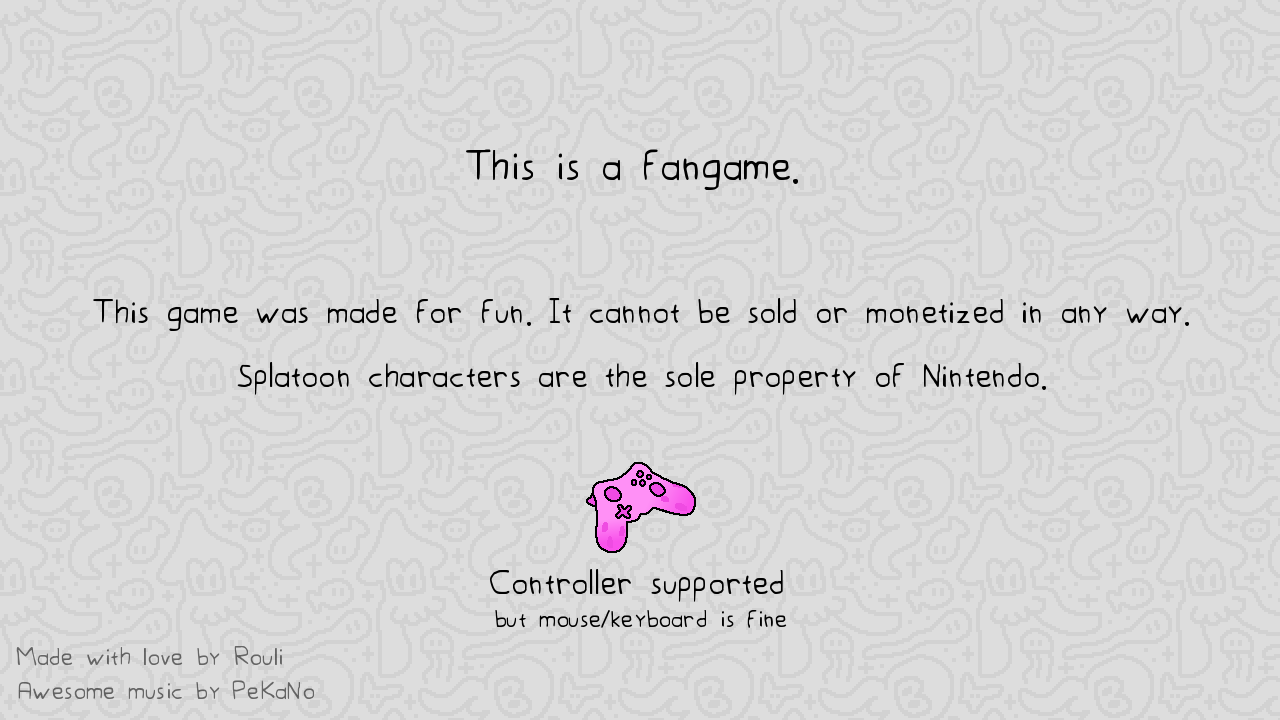 This is a fangame.
This game was made for fun. It cannot be sold or monetized in any way.
Splatoon characters are the sole property of Nintendo.
Controller supported
but mouse/keyboard is fine
Made with love by Rouli
Awesome music by PeKaNo